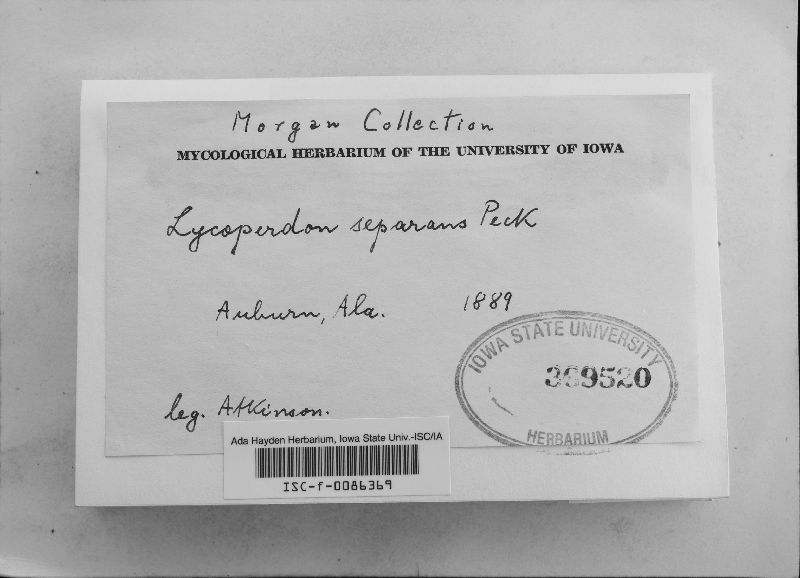 Morgan Collection
MYCOLOGICAL HERBARIUM OF THE UNIVERSITY OF IOWA
Lycoperdon separans Peck
Auburn, Ala. 1889
IOWA STATE UNIVERSITY
369520
HERBARIUM
leg. Atkinson.
Ada Hayden Herbarium, Iowa State Univ.-ISC/IA
ISC-f-0086369